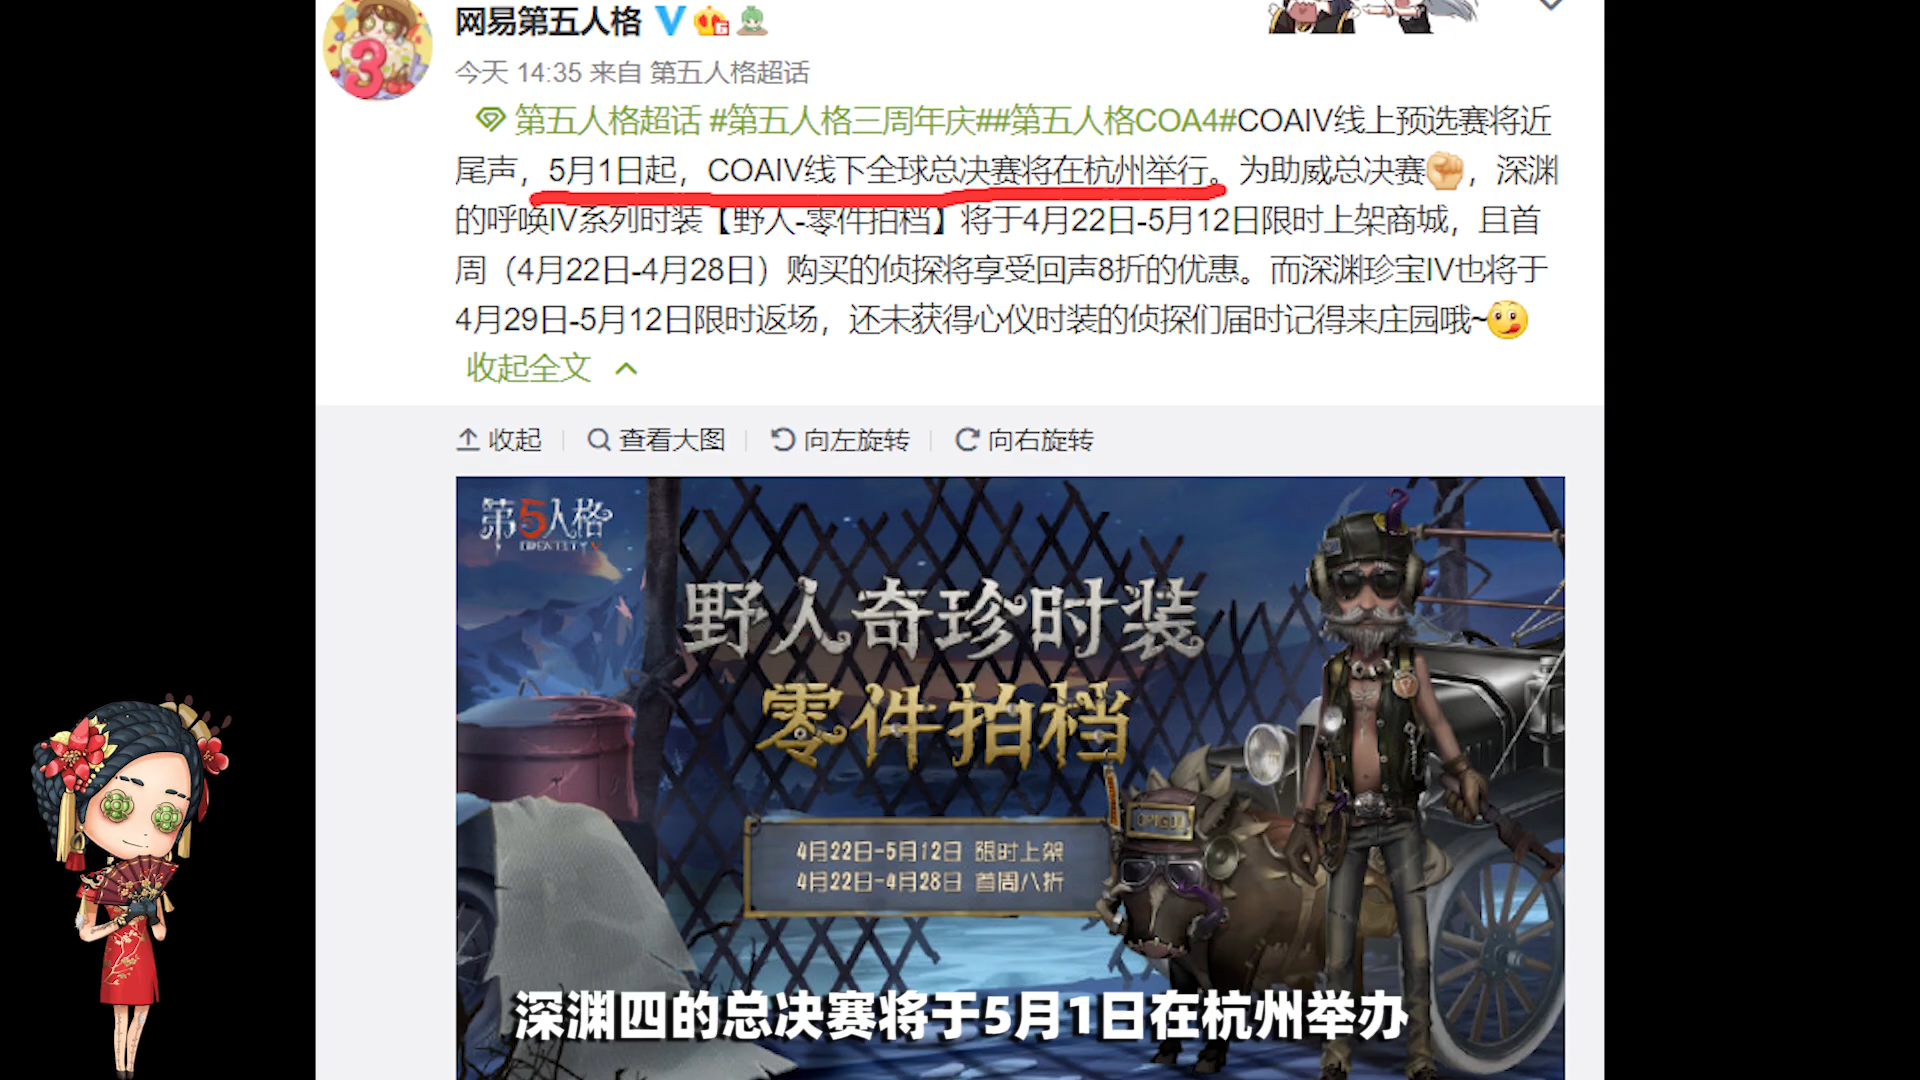 网易第五人格
今天 14:35 来自 第五人格超话
第五人格超话 #第五人格三周年庆##第五人格COA4#COAIV线上预选赛将近
尾声，5月1日起，COAIV线下全球总决赛将在杭州举行。为助威总决赛，深渊
的呼唤IV系列时装【野人-零件拍档】将于4月22日-5月12日限时上架商城，且首
周（4月22日-4月28日）购买的侦探将享受回声8折的优惠。而深渊珍宝IV也将于
4月29日-5月12日限时返场，还未获得心仪时装的侦探们届时记得来庄园哦~
收起全文
收起 查看大图 向左旋转 向右旋转
第5人格
IDENTITY V
野人奇珍时装
零件拍档
4月22日-5月12日 限时上架
4月22日-4月28日 首周八折
深渊四的总决赛将于5月1日在杭州举办